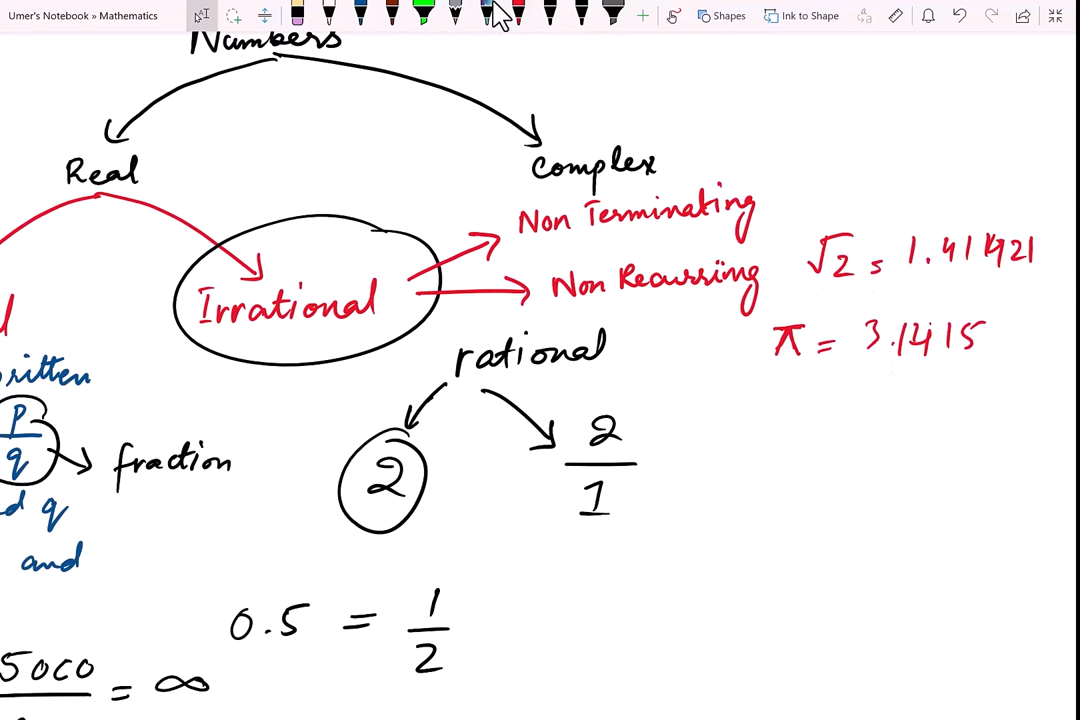 Umer's Notebook » Mathematics
Shapes
Ink to Shape
Numbers
Real
Complex
Non Terminating
√2 = 1.41421
Irrational
Non Recurring
π = 3.1415
rational
p/q
fraction
2
2/1
q
and
0.5 = 1/2
= ∞